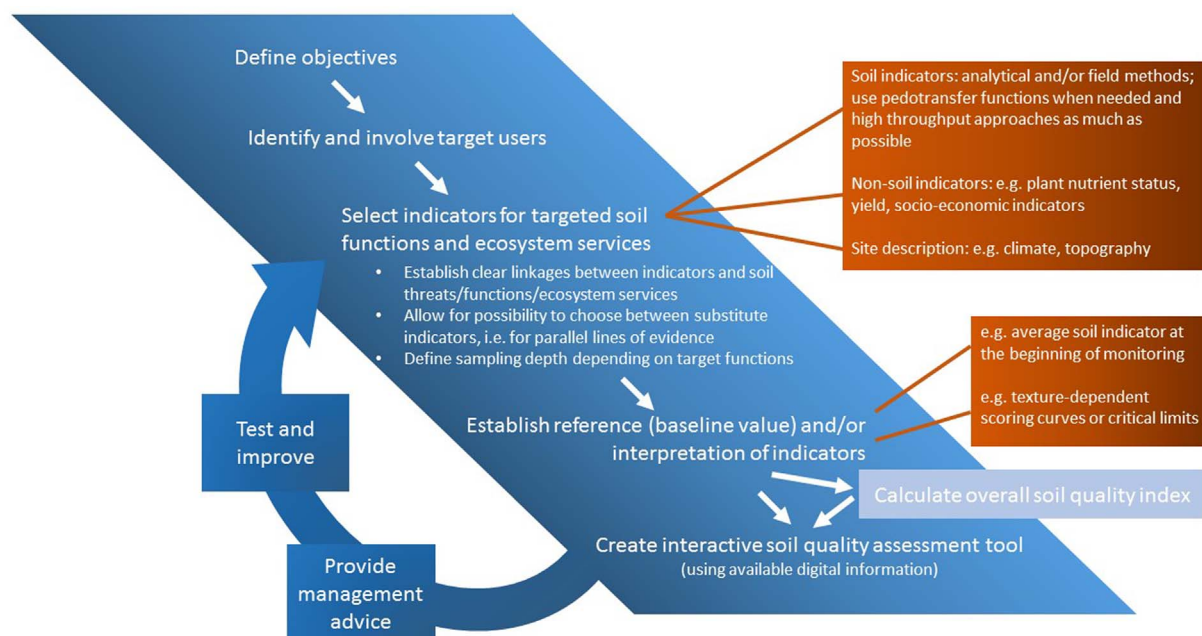 Define objectives
Identify and involve target users
Select indicators for targeted soil
functions and ecosystem services
• Establish clear linkages between indicators and soil
threats/functions/ecosystem services
• Allow for possibility to choose between substitute
indicators, i.e. for parallel lines of evidence
• Define sampling depth depending on target functions
Establish reference (baseline value) and/or
interpretation of indicators
Calculate overall soil quality index
Create interactive soil quality assessment tool
(using available digital information)
Soil indicators: analytical and/or field methods;
use pedotransfer functions when needed and
high throughput approaches as much as
possible
Non-soil indicators: e.g. plant nutrient status,
yield, socio-economic indicators
Site description: e.g. climate, topography
e.g. average soil indicator at
the beginning of monitoring
e.g. texture-dependent
scoring curves or critical limits
Provide
management
advice
Test and
improve